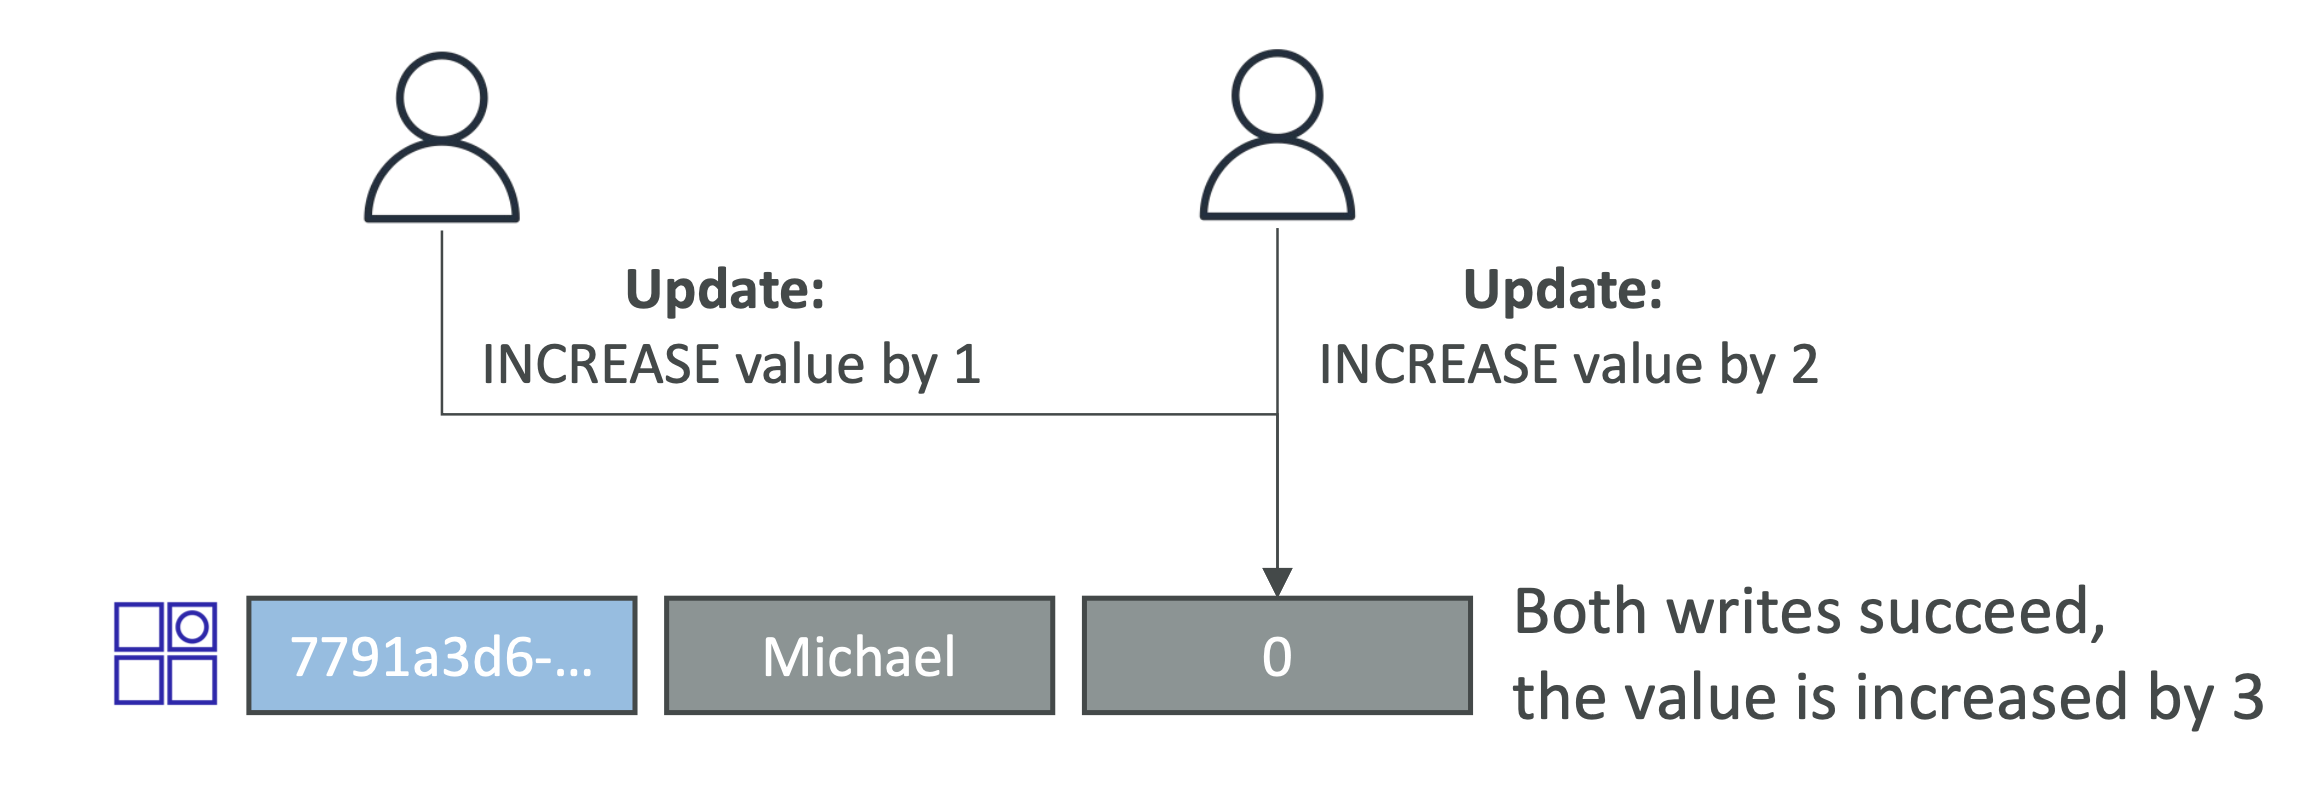 Update:
INCREASE value by 1
Update:
INCREASE value by 2
7791a3d6-...
Michael
0
Both writes succeed,
the value is increased by 3